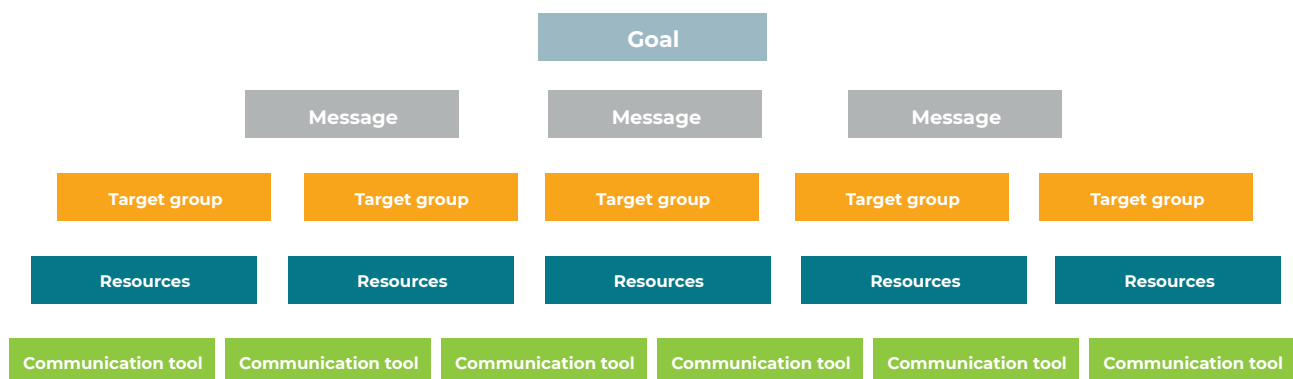 Goal
Message Message Message
Target group Target group Target group Target group Target group
Resources Resources Resources Resources Resources
Communication tool Communication tool Communication tool Communication tool Communication tool Communication tool